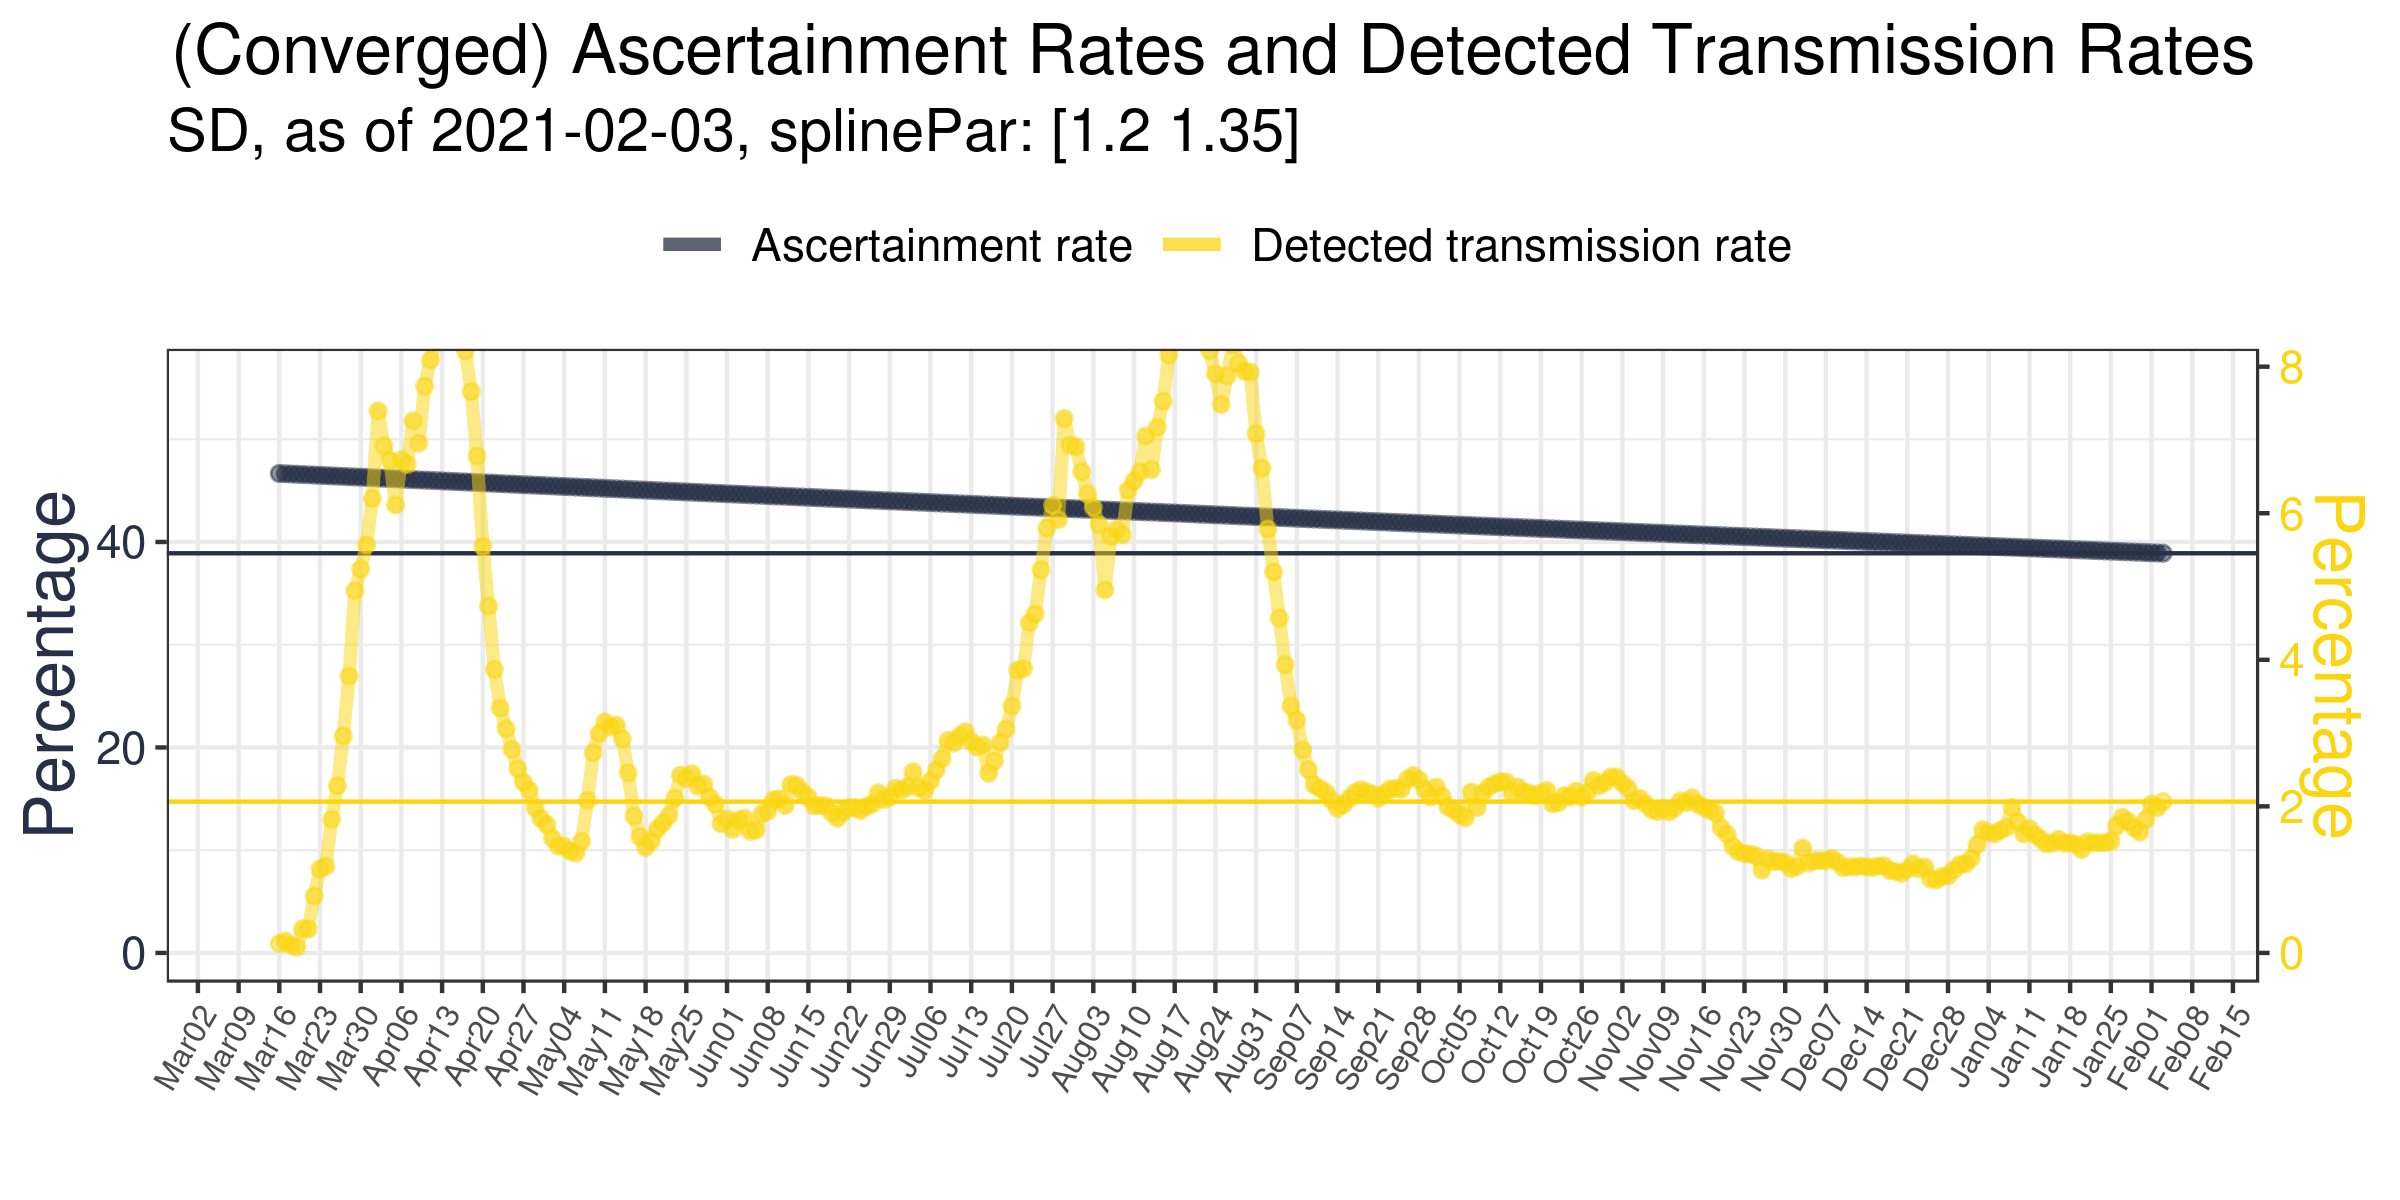 (Converged) Ascertainment Rates and Detected Transmission Rates
SD, as of 2021-02-03, splinePar: [1.2 1.35]
Ascertainment rate
Detected transmission rate
Percentage
40
20
0
8
6
4
2
0
Percentage
Mar02
Mar09
Mar16
Mar23
Mar30
Apr06
Apr13
Apr20
Apr27
May04
May11
May18
May25
Jun01
Jun08
Jun15
Jun22
Jun29
Jul06
Jul13
Jul20
Jul27
Aug03
Aug10
Aug17
Aug24
Aug31
Sep07
Sep14
Sep21
Sep28
Oct05
Oct12
Oct19
Oct26
Nov02
Nov09
Nov16
Nov23
Nov30
Dec07
Dec14
Dec21
Dec28
Jan04
Jan11
Jan18
Jan25
Feb01
Feb08
Feb15